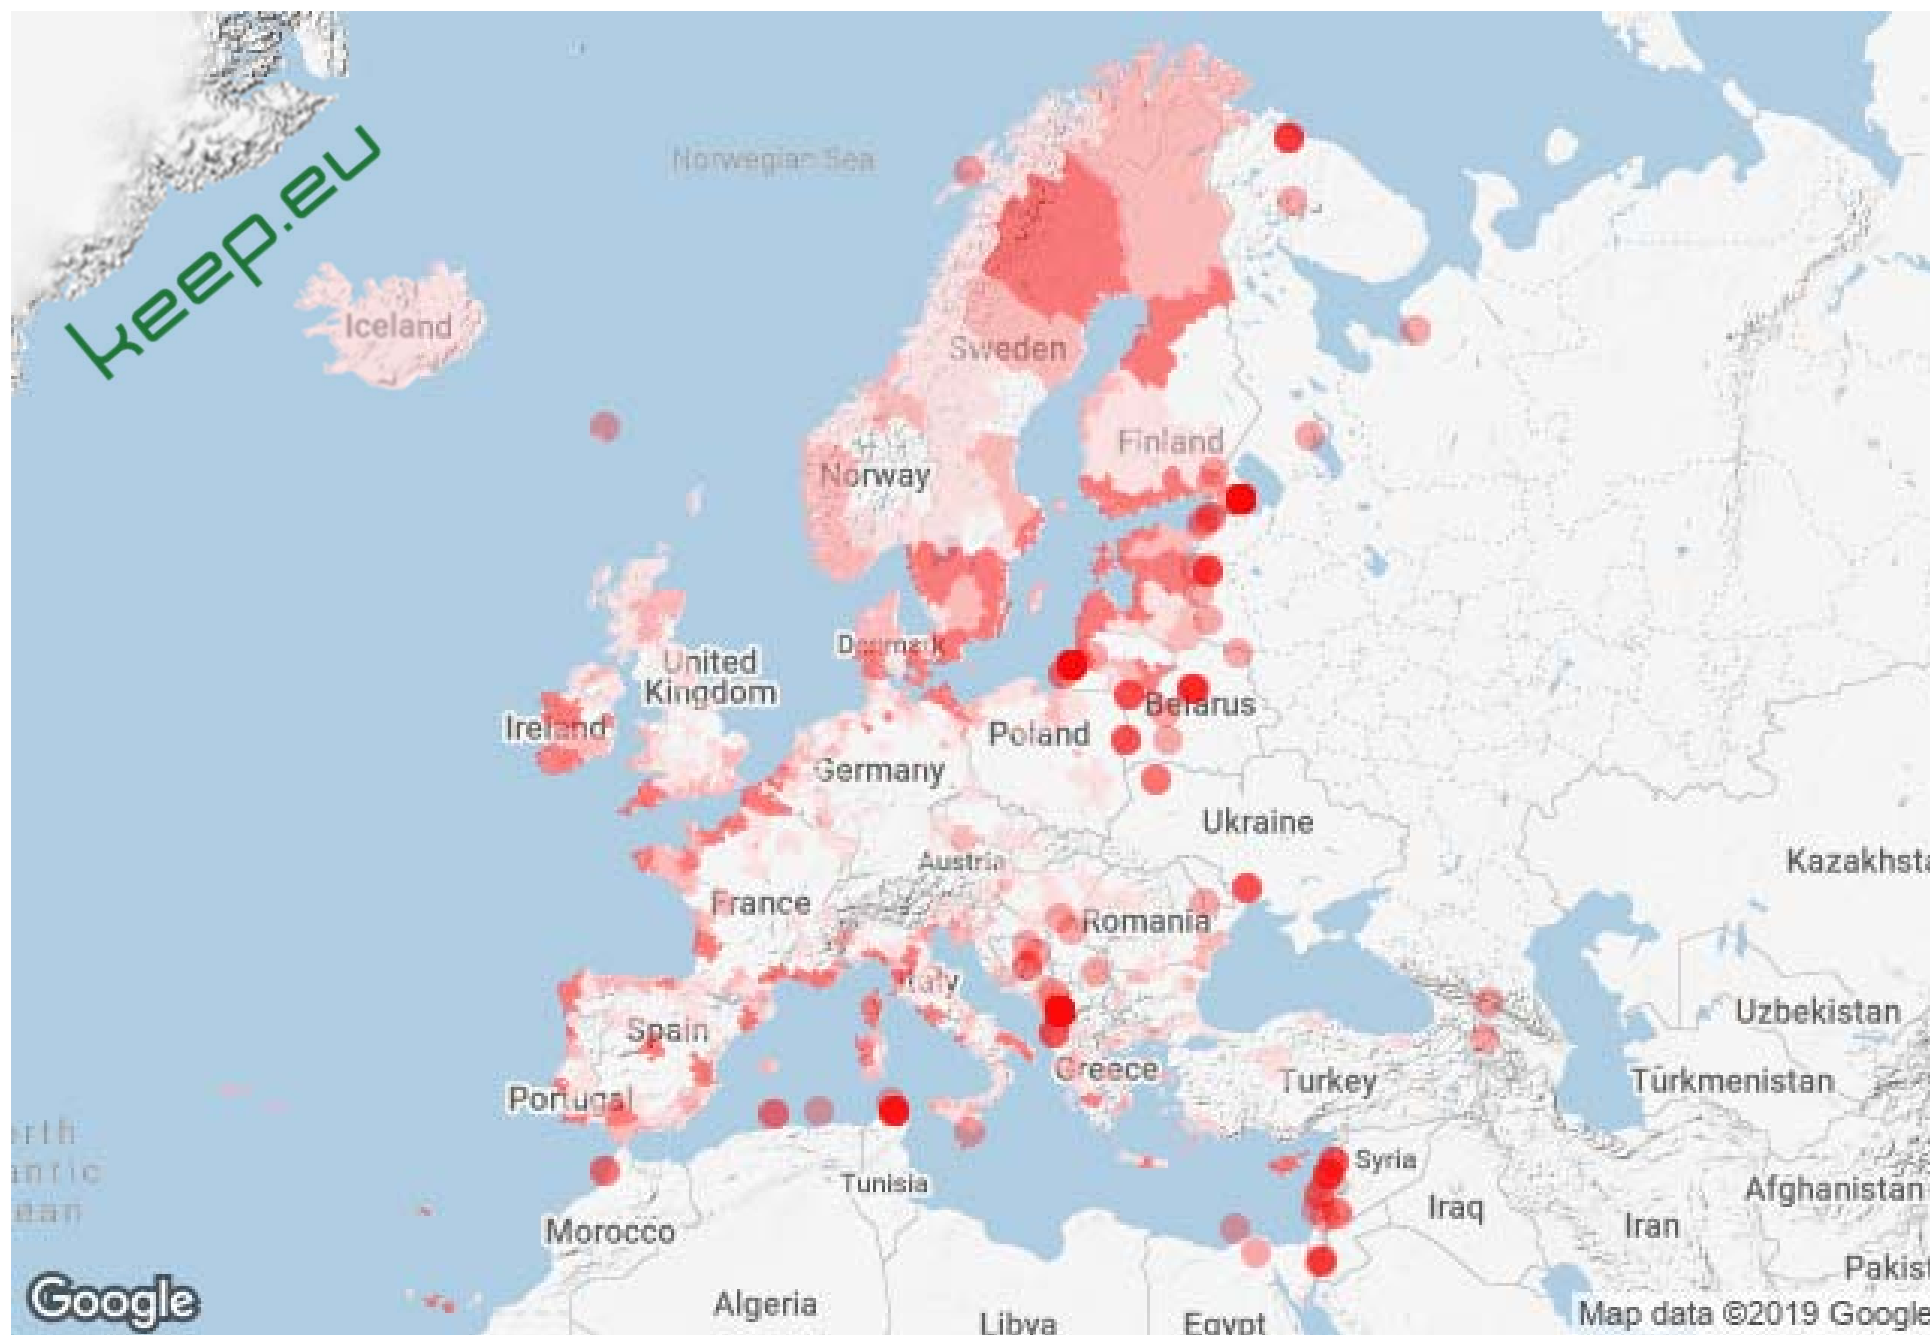 keep.eu
Norwegian Sea
Iceland
Sweden
Finland
Norway
Denmark
United
Kingdom
Ireland
Belarus
Poland
Germany
Ukraine
Austria
Kazakhsta
France
Romania
Italy
Uzbekistan
Spain
Greece
Turkey
Türkmenistan
Portugal
rth
antic
ean
Syria
Tunisia
Afghanistan
Iraq
Iran
Morocco
Pakist
Algeria
Libya
Egypt
Google
Map data ©2019 Google